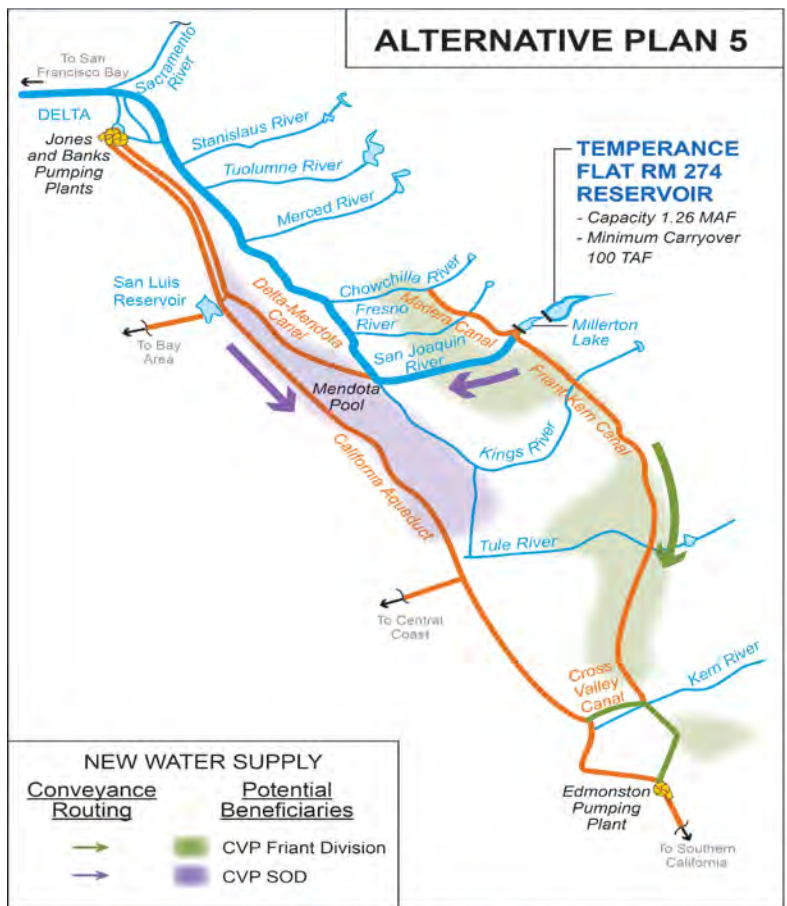 ALTERNATIVE PLAN 5
To San
Francisco Bay
Sacramento
River
DELTA
Jones
and Banks
Pumping
Plants
Stanislaus River
Tuolumne River
Merced River
TEMPERANCE
FLAT RM 274
RESERVOIR
- Capacity 1.26 MAF
- Minimum Carryover
100 TAF
San Luis
Reservoir
To Bay
Area
Delta-Mendota
Canal
Chowchilla River
Fresno
River
Madera Canal
San Joaquin
River
Millerton
Lake
Mendota
Pool
Friant Kern Canal
Kings River
California Aqueduct
Tule River
To Central
Coast
Cross
Valley
Canal
Kern River
Edmonston
Pumping
Plant
To Southern
California
NEW WATER SUPPLY
Conveyance
Routing
Potential
Beneficiaries
CVP Friant Division
CVP SOD